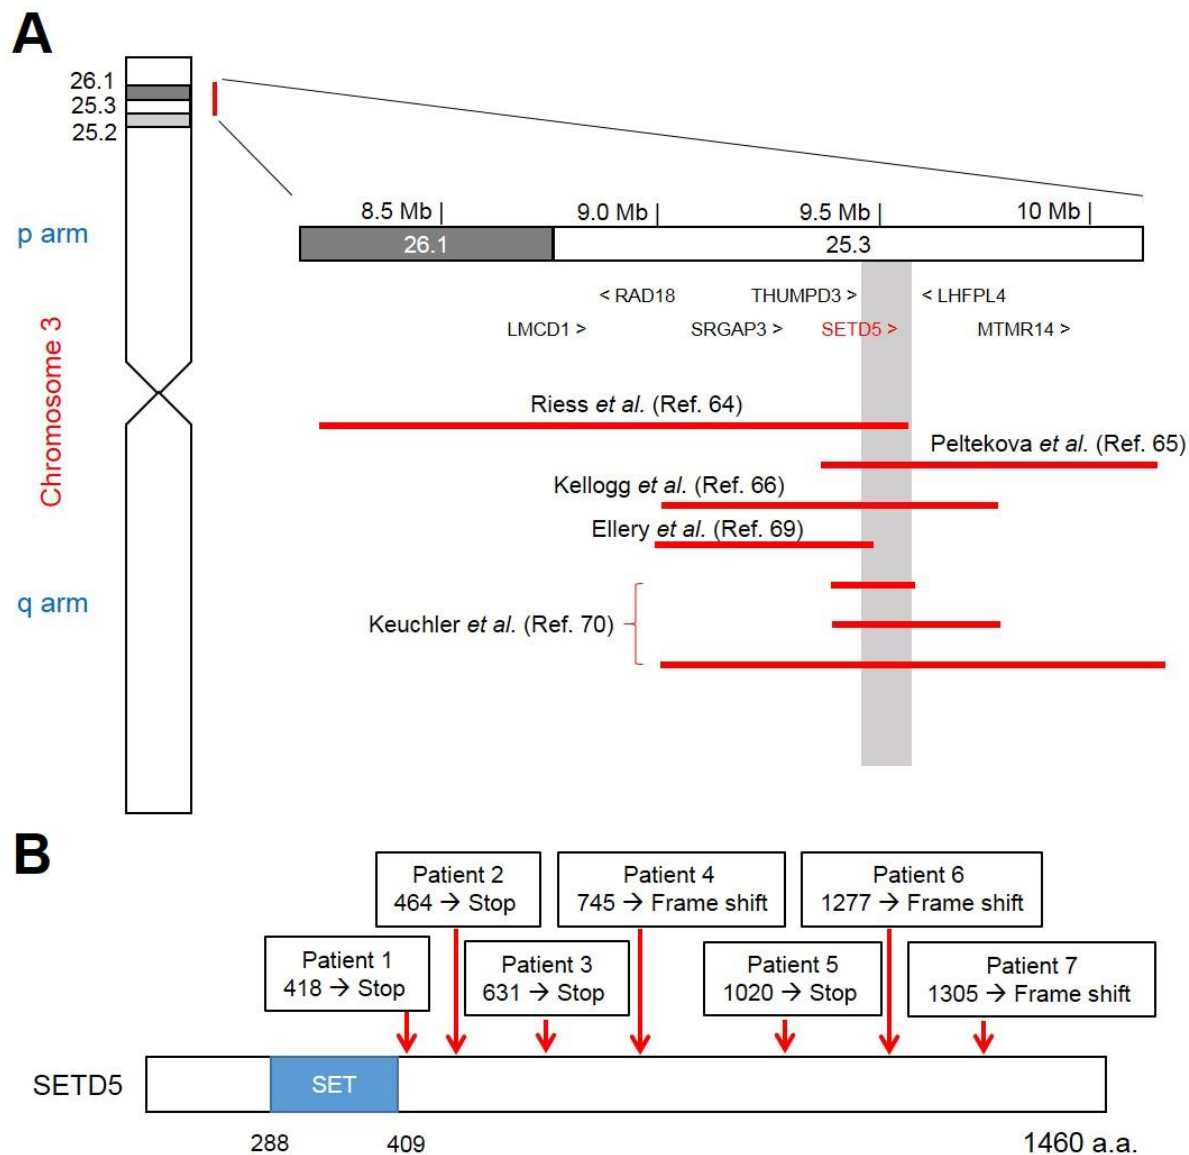 A
26.1
25.3
25.2
p arm
Chromosome 3
q arm
8.5 Mb | 9.0 Mb | 9.5 Mb | 10 Mb |
26.1 25.3
< RAD18 THUMPD3 > < LHFPL4
LMCD1 > SRGAP3 > SETD5 > MTMR14 >
Riess et al. (Ref. 64)
Peltekova et al. (Ref. 65)
Kellogg et al. (Ref. 66)
Ellery et al. (Ref. 69)
Keuchler et al. (Ref. 70)
B
Patient 2
464 → Stop
Patient 4
745 → Frame shift
Patient 6
1277 → Frame shift
Patient 1
418 → Stop
Patient 3
631 → Stop
Patient 5
1020 → Stop
Patient 7
1305 → Frame shift
SETD5
SET
288 409 1460 a.a.